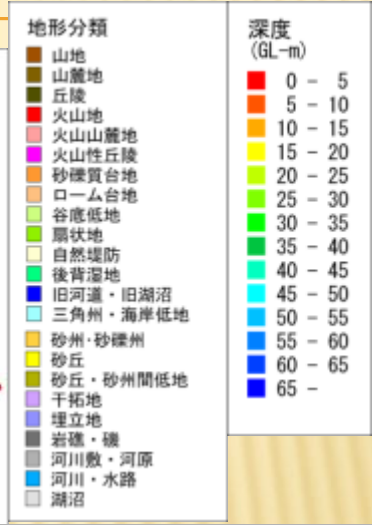 地形分類
山地
山麓地
丘陵
火山地
火山山麓地
火山性丘陵
砂礫質台地
ローム台地
谷底低地
扇状地
自然堤防
後背湿地
旧河道・旧湖沼
三角州・海岸低地
砂州・砂礫州
砂丘
砂丘・砂州間低地
干拓地
埋立地
岩礁・磯
河川敷・河原
河川・水路
湖沼
深度
(GL-m)
0 - 5
5 - 10
10 - 15
15 - 20
20 - 25
25 - 30
30 - 35
35 - 40
40 - 45
45 - 50
50 - 55
55 - 60
60 - 65
65 -